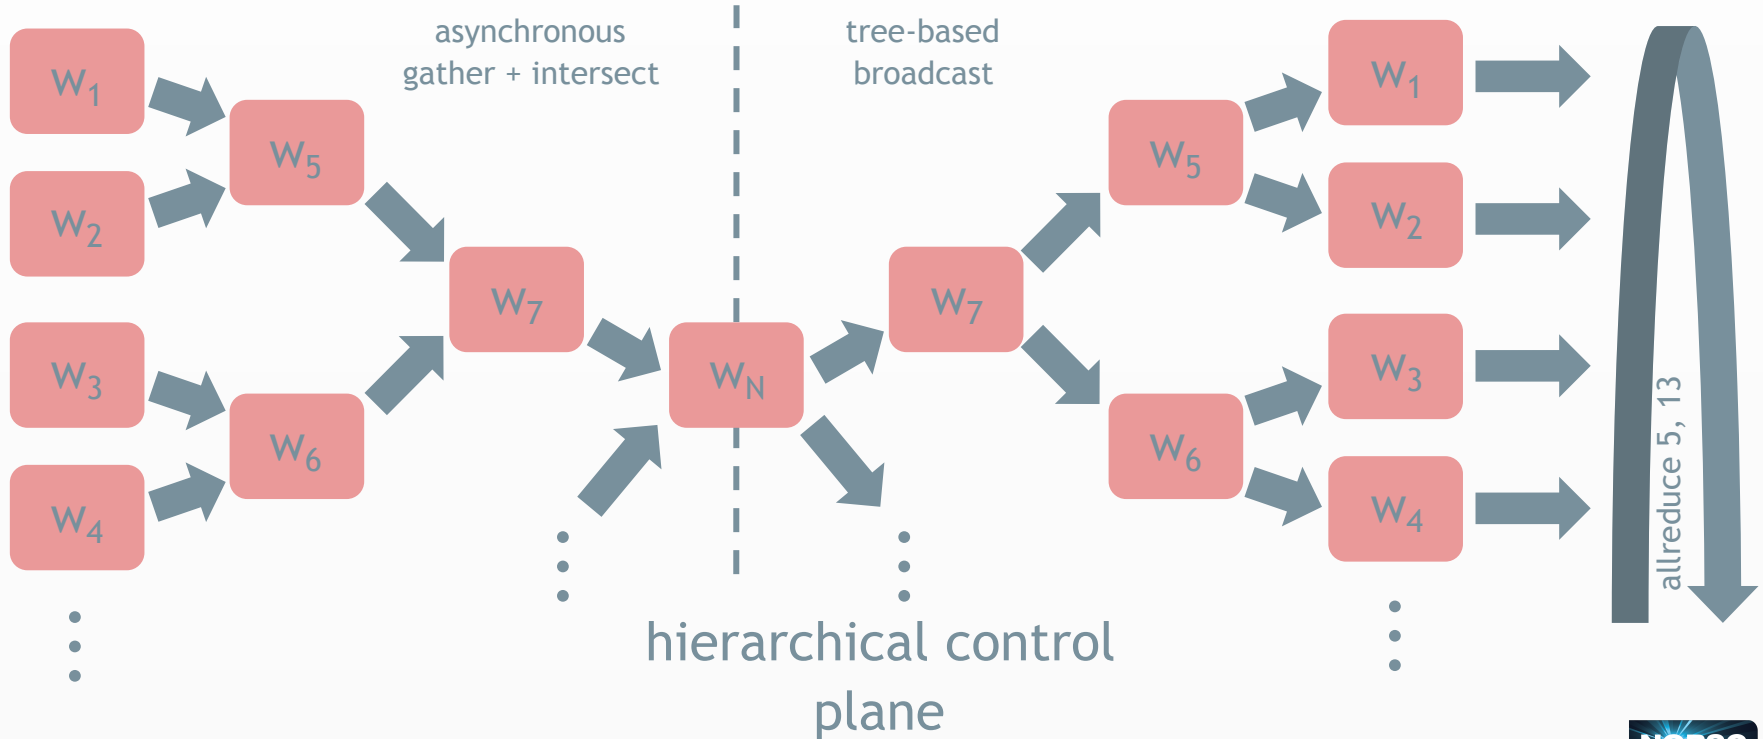 asynchronous
gather + intersect
tree-based
broadcast
W1
W2
W3
W4
W5
W6
W7
WN
W7
W5
W6
W1
W2
W3
W4
allreduce 5, 13
hierarchical control
plane